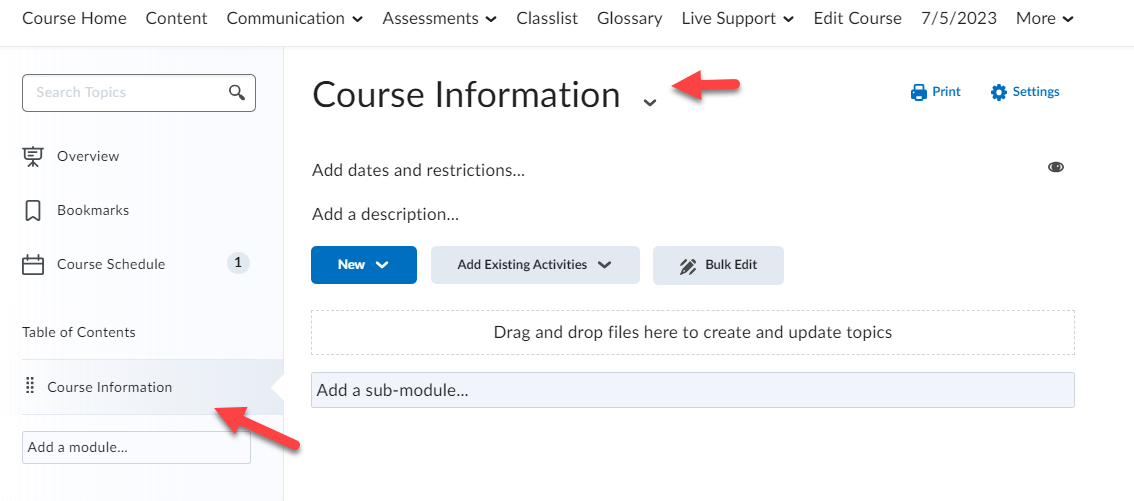 Course Home Content Communication Assessments Classlist Glossary Live Support Edit Course 7/5/2023 More
Search Topics
Overview
Bookmarks
Course Schedule 1
Table of Contents
Course Information
Add a module...
Course Information
Print Settings
Add dates and restrictions...
Add a description...
New Add Existing Activities Bulk Edit
Drag and drop files here to create and update topics
Add a sub-module...